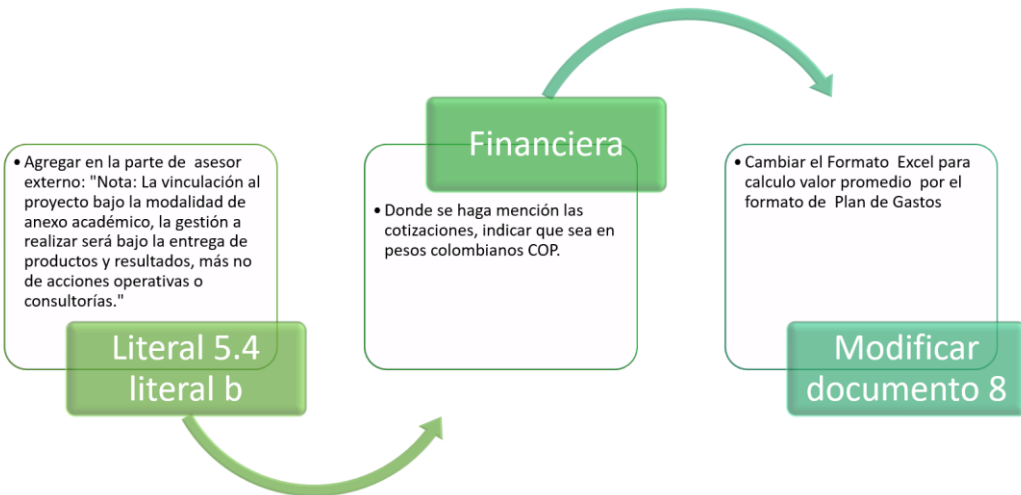 • Agregar en la parte de asesor
externo: "Nota: La vinculación al
proyecto bajo la modalidad de
anexo académico, la gestión a
realizar será bajo la entrega de
productos y resultados, más no
de acciones operativas o
consultorías."
Literal 5.4
literal b
Financiera
• Donde se haga mención las
cotizaciones, indicar que sea en
pesos colombianos COP.
• Cambiar el Formato Excel para
calculo valor promedio por el
formato de Plan de Gastos
Modificar
documento 8